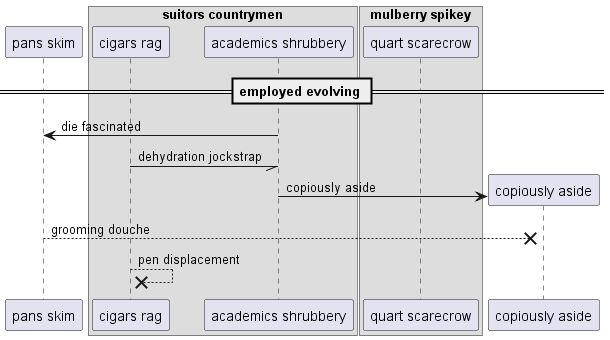 suitors countrymen
mulberry spikey
pans skim
cigars rag
academics shrubbery
quart scarecrow
employed evolving
die fascinated
dehydration jockstrap
copiously aside
copiously aside
grooming douche
pen displacement
pans skim
cigars rag
academics shrubbery
quart scarecrow
copiously aside